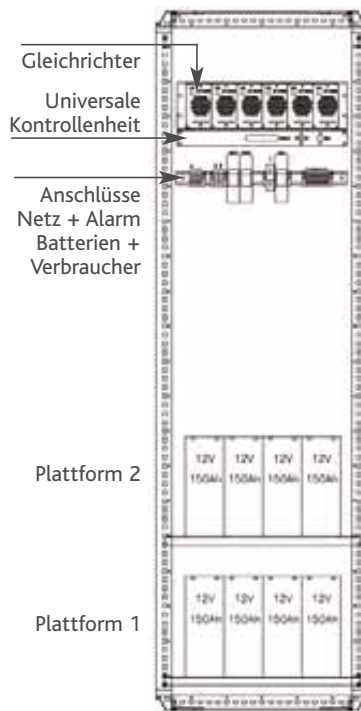 Gleichrichter
Universale
Kontrollenheit
Anschlüsse
Netz + Alarm
Batterien +
Verbraucher
Plattform 2
12V 12V 12V 12V
150Ah 150Ah 150Ah 150Ah
Plattform 1
12V 12V 12V 12V
150Ah 150Ah 150Ah 150Ah